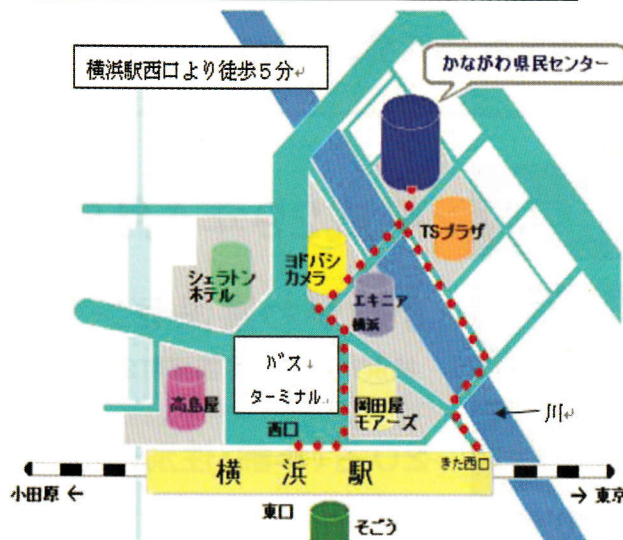 横浜駅西口より徒歩5分↵
かながわ県民センター
TSプラザ
ヨドバシ
カメラ
シェラトン
ホテル
エキニア
横浜
バス↓
ターミナル↓
高島屋
岡田屋
モアーズ
川↵
西口
きた西口
横浜駅
小田原 ←
→ 東京
東口
そごう